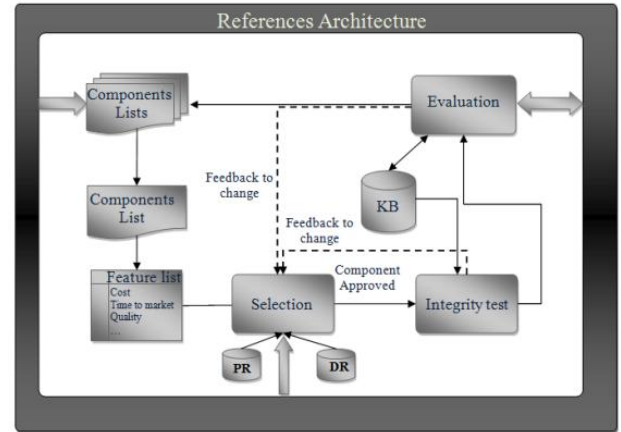 References Architecture
Components
Lists
Evaluation
Feedback to
change
KB
Components
List
Feedback to
change
Feature list
Cost
Time to market
Quality
...
Selection
Component
Approved
Integrity test
PR
DR